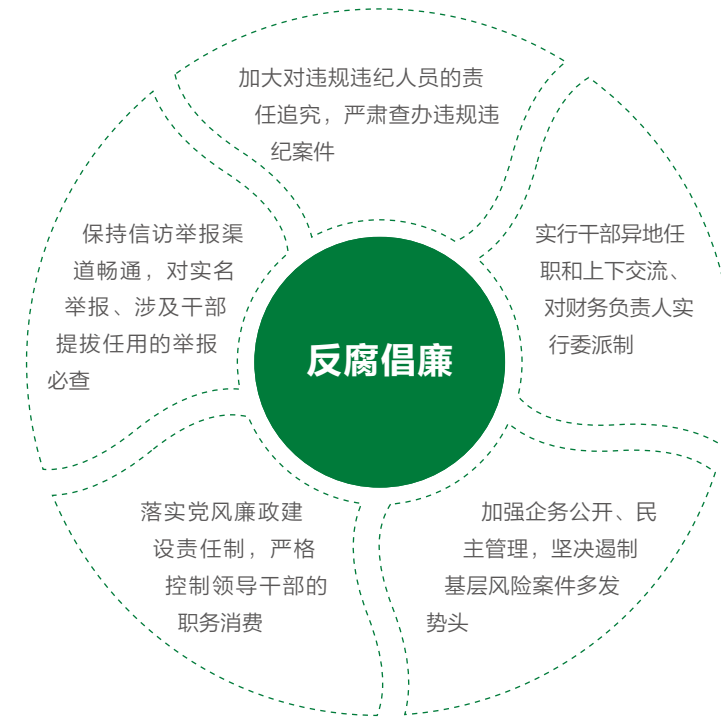 加大对违规违纪人员的责
任追究，严肃查办违规违
纪案件
实行干部异地任
职和上下交流、
对财务负责人实
行委派制
加强企务公开、民
主管理，坚决遏制
基层风险案件多发
势头
落实党风廉政建
设责任制，严格
控制领导干部的
职务消费
保持信访举报渠
道畅通，对实名
举报、涉及干部
提拔任用的举报
必查
反腐倡廉